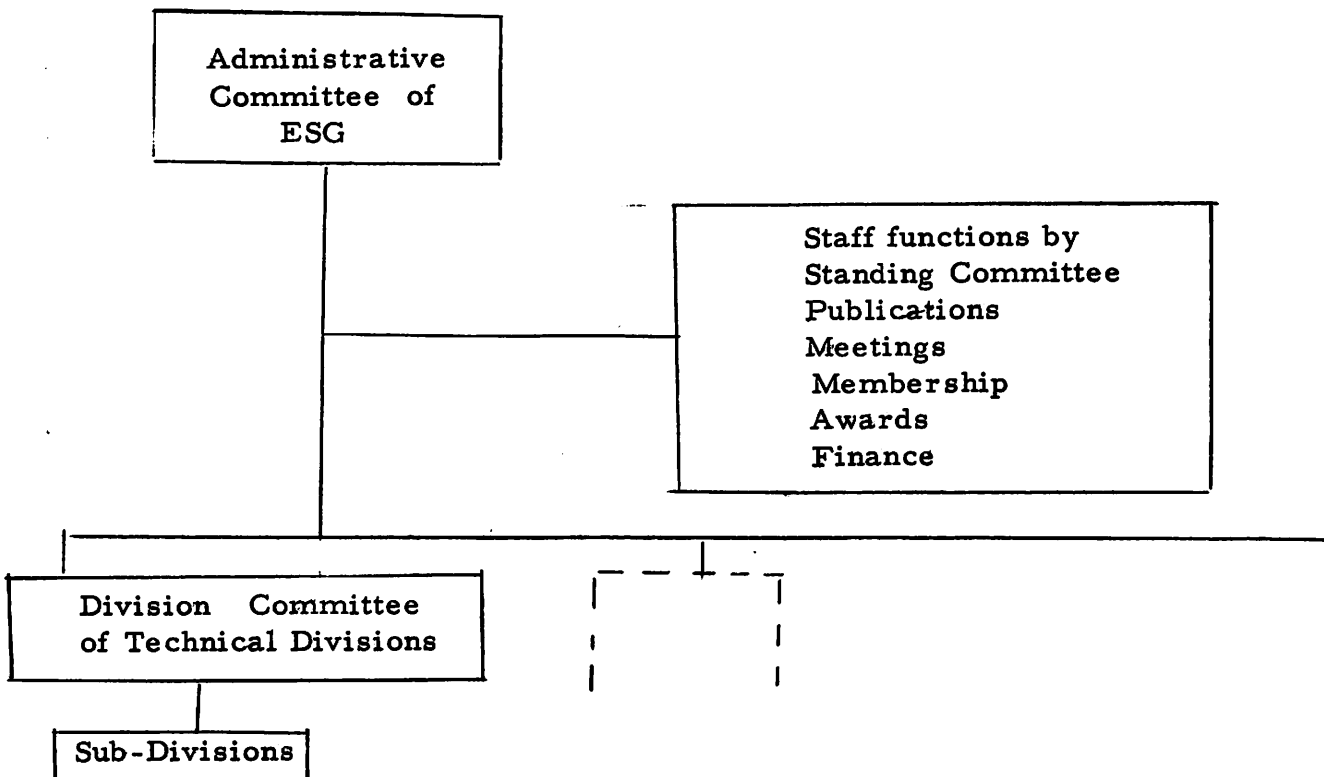 Administrative
Committee of
ESG
Staff functions by
Standing Committee
Publications
Meetings
Membership
Awards
Finance
Division Committee
of Technical Divisions
Sub-Divisions